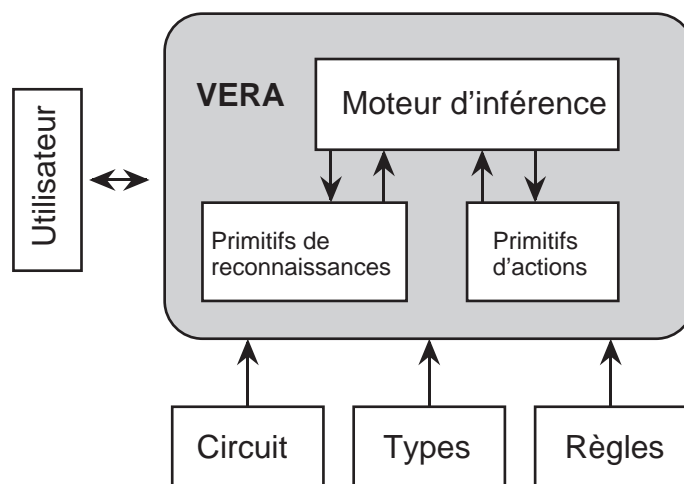 VERA
Moteur d'inférence
Utilisateur
Primitifs de
reconnaissances
Primitifs
d'actions
Circuit
Types
Règles